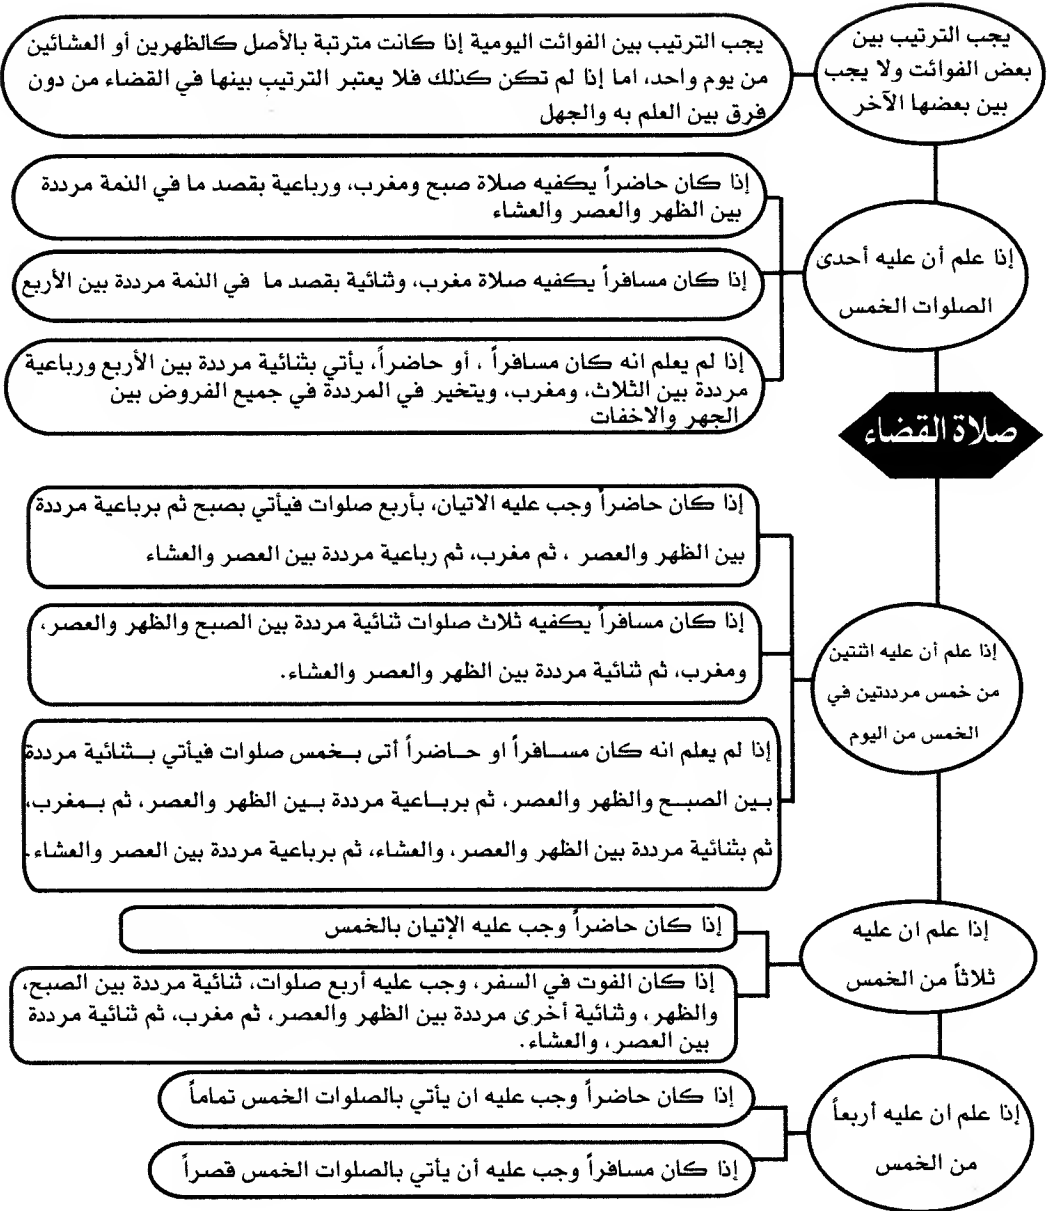 يجب الترتيب بين
بعض الفوائت ولا يجب
بين بعضها الآخر
يجب الترتيب بين الفوائت اليومية إذا كانت مترتبة بالأصل كالظهرين أو العشائين
من يوم واحد، اما إذا لم تكن كذلك فلا يعتبر الترتيب بينها في القضاء من دون
فرق بين العلم به والجهل
إذا علم أن عليه أحدى
الصلوات الخمس
إذا كان حاضراً يكفيه صلاة صبح ومغرب، ورباعية بقصد ما في الذمة مرددة
بين الظهر والعصر والعشاء
إذا كان مسافراً يكفيه صلاة مغرب، وثنائية بقصد ما في الذمة مرددة بين الأربع
إذا لم يعلم انه كان مسافراً ، أو حاضراً، يأتي بثنائية مرددة بين الأربع ورباعية
مرددة بين الثلاث، ومغرب، ويتخير في المرددة في جميع الفروض بين
الجهر والاخفات
صلاة القضاء
إذا علم أن عليه اثنتين
من خمس مرددتين في
الخمس من اليوم
إذا كان حاضراً وجب عليه الاتيان، بأربع صلوات فيأتي بصبح ثم برباعية مرددة
بين الظهر والعصر ، ثم مغرب، ثم رباعية مرددة بين العصر والعشاء
إذا كان مسافراً يكفيه ثلاث صلوات ثنائية مرددة بين الصبح والظهر والعصر،
ومغرب، ثم ثنائية مرددة بين الظهر والعصر والعشاء.
إذا لم يعلم انه كان مسافراً او حاضراً أتى بخمس صلوات فيأتي بثنائية مرددة
بين الصبح والظهر والعصر، ثم برباعية مرددة بين الظهر والعصر، ثم بمغرب،
ثم بثنائية مرددة بين الظهر والعصر، والعشاء، ثم برباعية مرددة بين العصر والعشاء.
إذا علم ان عليه
ثلاثاً من الخمس
إذا كان حاضراً وجب عليه الإتيان بالخمس
إذا كان الفوت في السفر، وجب عليه أربع صلوات، ثنائية مرددة بين الصبح،
والظهر، وثنائية أخرى مرددة بين الظهر والعصر، ثم مغرب، ثم ثنائية مرددة
بين العصر، والعشاء.
إذا علم ان عليه أربعاً
من الخمس
إذا كان حاضراً وجب عليه ان يأتي بالصلوات الخمس تماماً
إذا كان مسافراً وجب عليه أن يأتي بالصلوات الخمس قصراً